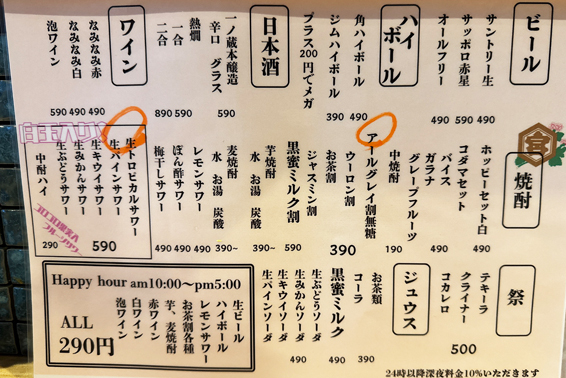 ビール
サントリー生
サッポロ赤星
オールフリー
490 590 490
ハイボール
角ハイボール
ジムハイボール
プラス200円でメガ
390 490
日本酒
一ノ蔵本醸造
辛口 グラス
590
熱燗
一合
二合
890 590
ワイン
なみなみ赤
なみなみ白
泡ワイン
590 490 490
焼酎
ホッピーセット白
490
コダマセット
バイス
ガラナ
グレープフルーツ
490
中焼酎
190
アールグレイ割無糖
ウーロン割
お茶割
ジャスミン割
390
黒蜜ミルク割
590
芋焼酎
水 お湯 炭酸
390~
麦焼酎
水 お湯 炭酸
390~
レモンサワー
ぽん酢サワー
梅干しサワー
490 490 490
生トロピカルサワー
生パインサワー
生キウイサワー
生みかんサワー
生ぶどうサワー
590
中酎ハイ
290
祭
テキーラ
クライナー
コカレロ
500
ジュウス
お茶類
コーラ
390
黒蜜ミルク
490
生ぶどうソーダ
生みかんソーダ
生キウイソーダ
生パインソーダ
490
Happy hour am10:00～pm5:00
ALL
290円
生ビール
ハイボール
レモンサワー
お茶割各種
芋、麦焼酎
赤ワイン
白ワイン
泡ワイン
24時以降深夜料金10%いただきます